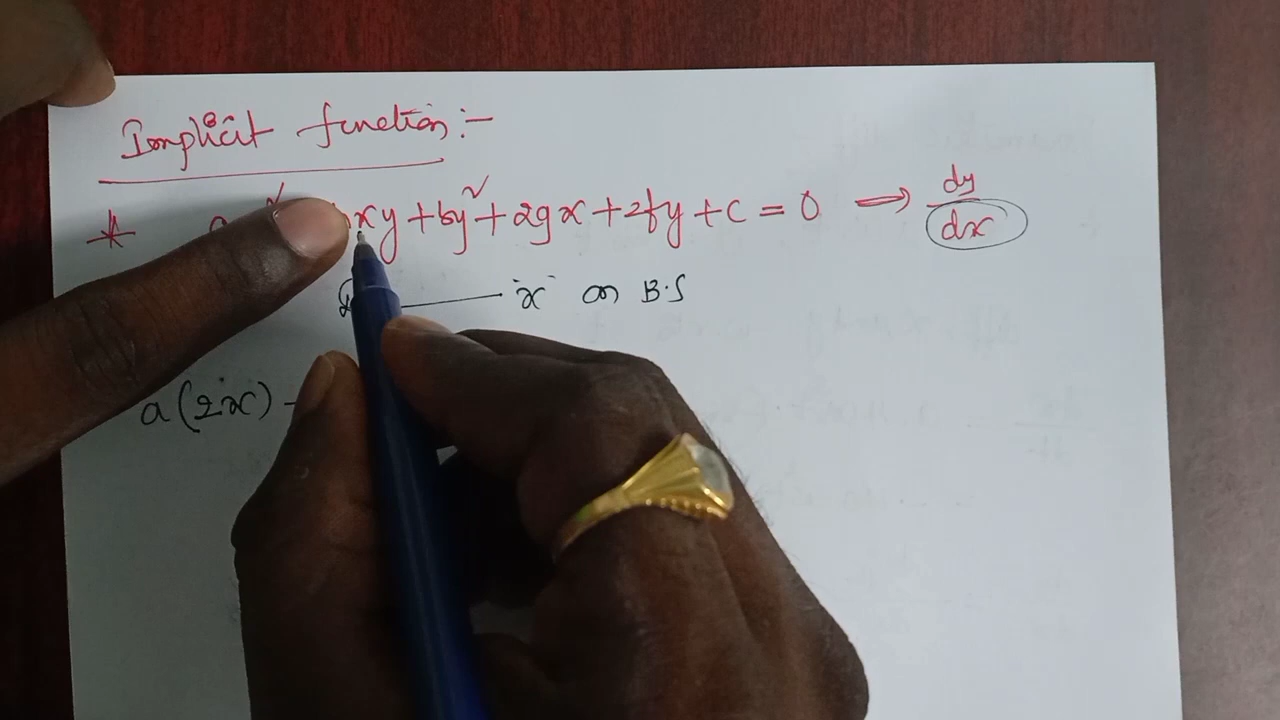 Implicit function :-
xy + by² + 2gx + 2fy + c = 0 ⇒ dy/dx
x on B.S
a(2x) -